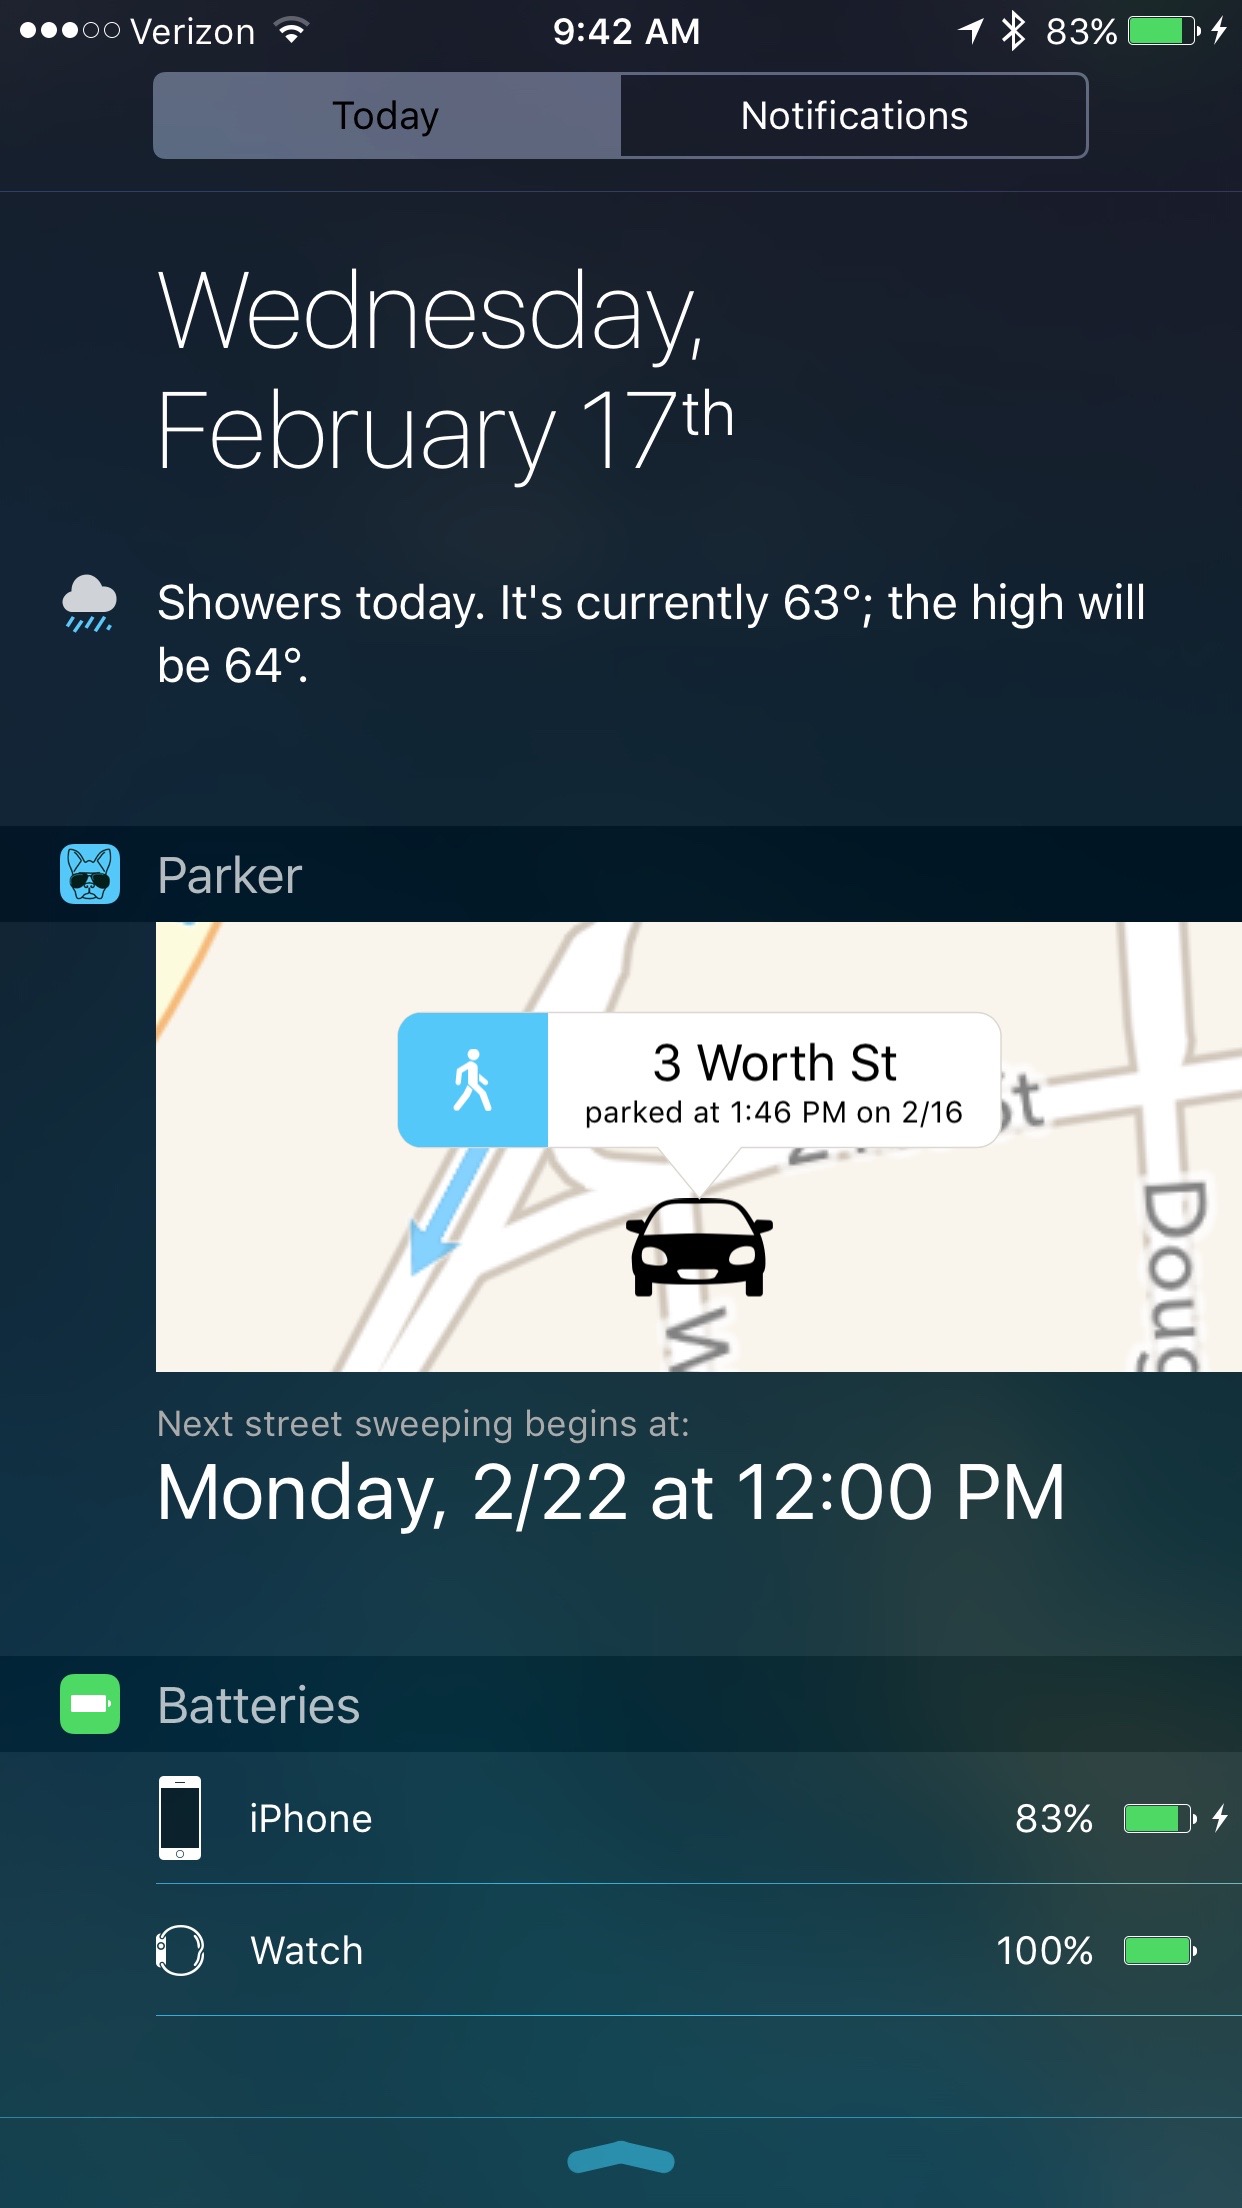 Verizon 9:42 AM 83%
Today Notifications
Wednesday,
February 17th
Showers today. It's currently 63°; the high will
be 64°.
Parker
3 Worth St
parked at 1:46 PM on 2/16
St
Doug
W
Next street sweeping begins at:
Monday, 2/22 at 12:00 PM
Batteries
iPhone 83%
Watch 100%